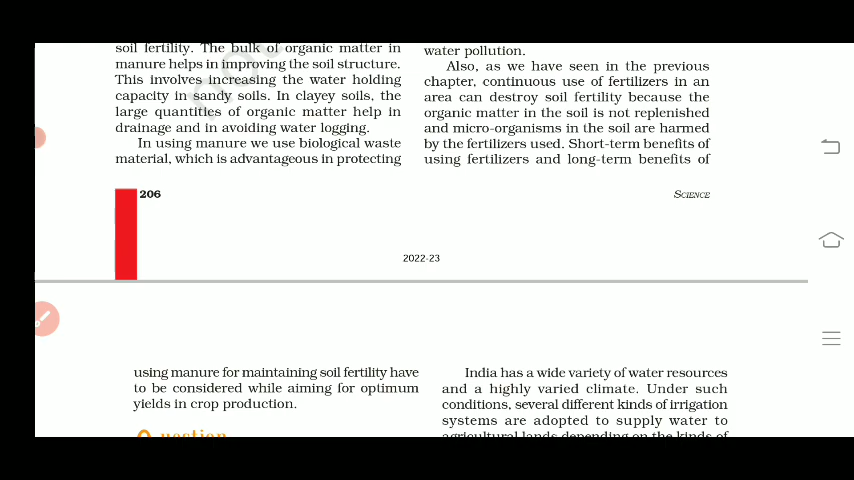 soil fertility. The bulk of organic matter in
manure helps in improving the soil structure.
This involves increasing the water holding
capacity in sandy soils. In clayey soils, the
large quantities of organic matter help in
drainage and in avoiding water logging.
In using manure we use biological waste
material, which is advantageous in protecting
water pollution.
Also, as we have seen in the previous
chapter, continuous use of fertilizers in an
area can destroy soil fertility because the
organic matter in the soil is not replenished
and micro-organisms in the soil are harmed
by the fertilizers used. Short-term benefits of
using fertilizers and long-term benefits of
206
SCIENCE
2022-23
using manure for maintaining soil fertility have
to be considered while aiming for optimum
yields in crop production.
Question
India has a wide variety of water resources
and a highly varied climate. Under such
conditions, several different kinds of irrigation
systems are adopted to supply water to
agricultural lands depending on the kinds of